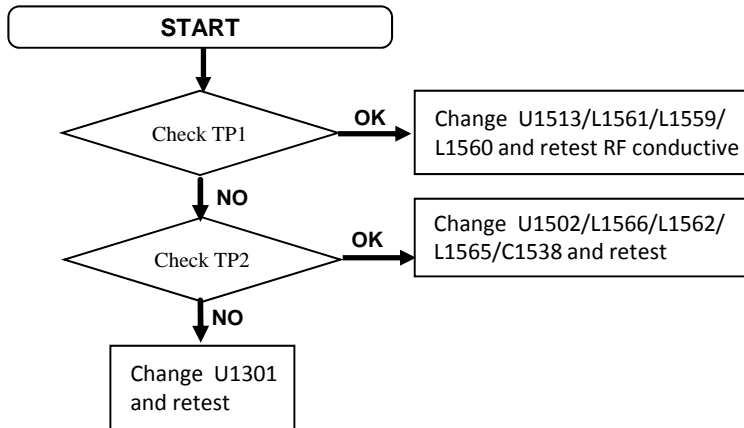 START
Check TP1
OK
Change U1513/L1561/L1559/
L1560 and retest RF conductive
NO
Check TP2
OK
Change U1502/L1566/L1562/
L1565/C1538 and retest
NO
Change U1301
and retest